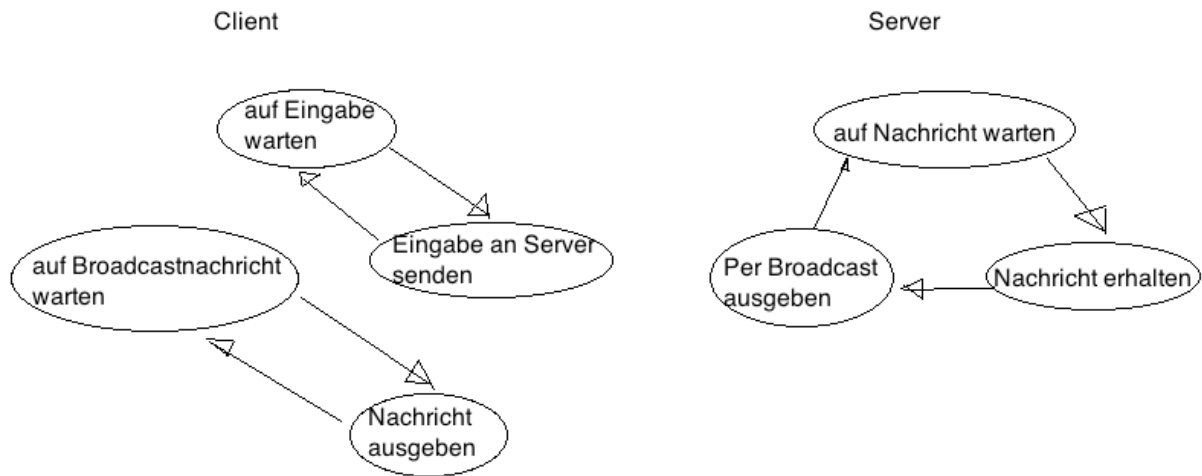 Client
auf Eingabe
warten
Eingabe an Server
senden
auf Broadcastnachricht
warten
Nachricht
ausgeben
Server
auf Nachricht warten
Nachricht erhalten
Per Broadcast
ausgeben